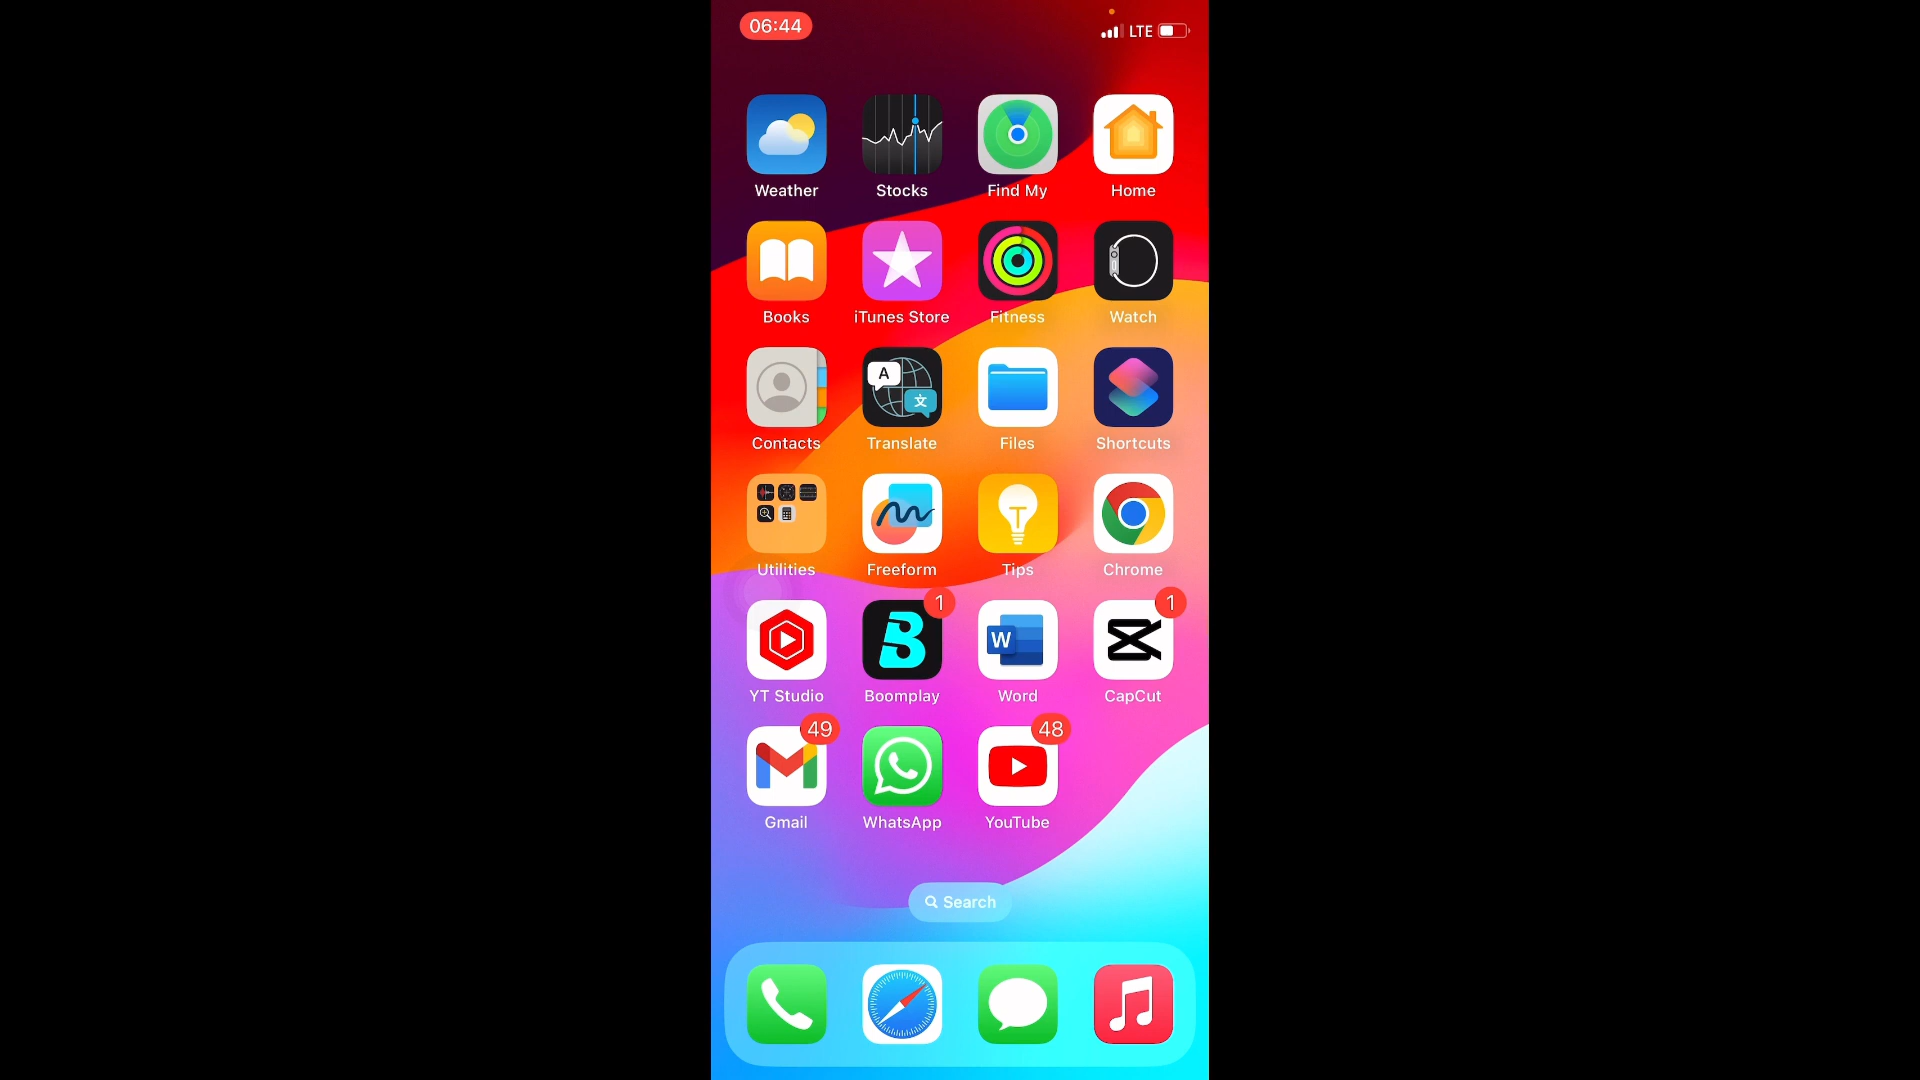 06:44
LTE
Weather
Stocks
Find My
Home
Books
iTunes Store
Fitness
Watch
Contacts
A
文
Translate
Files
Shortcuts
Utilities
Freeform
T
Tips
Chrome
YT Studio
1
B
Boomplay
W
Word
1
CapCut
49
Gmail
WhatsApp
48
YouTube
Search